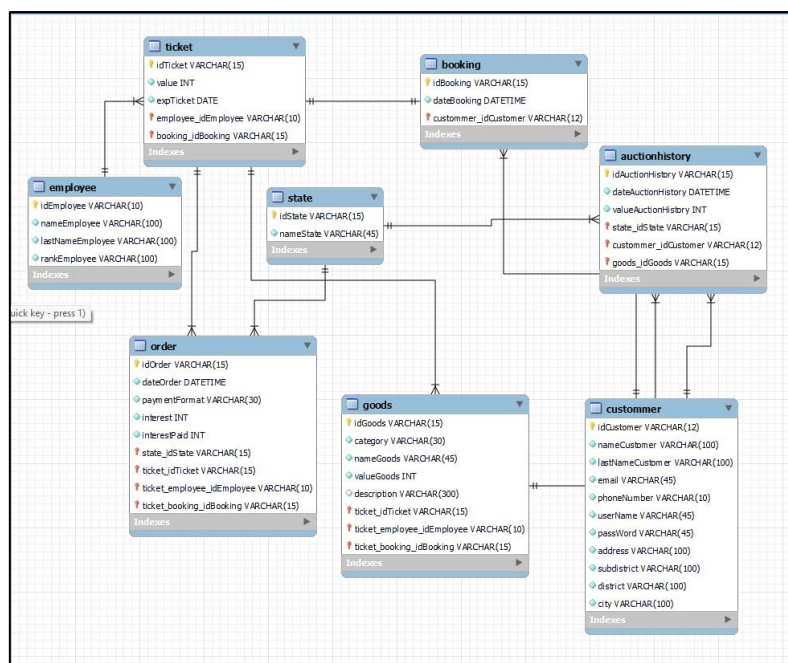 ticket
idTicket VARCHAR(15)
value INT
expTicket DATE
employee_idEmployee VARCHAR(10)
booking_idBooking VARCHAR(15)
Indexes
booking
idBooking VARCHAR(15)
dateBooking DATETIME
custommer_idCustomer VARCHAR(12)
Indexes
auctionhistory
idAuctionHistory VARCHAR(15)
dateAuctionHistory DATETIME
valueAuctionHistory INT
state_idState VARCHAR(15)
custommer_idCustomer VARCHAR(12)
goods_idGoods VARCHAR(15)
Indexes
employee
idEmployee VARCHAR(10)
nameEmployee VARCHAR(100)
lastNameEmployee VARCHAR(100)
rankEmployee VARCHAR(100)
Indexes
state
idState VARCHAR(15)
nameState VARCHAR(45)
Indexes
uick key - press 1)
order
idOrder VARCHAR(15)
dateOrder DATETIME
paymentFormat VARCHAR(30)
interest INT
interestPaid INT
state_idState VARCHAR(15)
ticket_idTicket VARCHAR(15)
ticket_employee_idEmployee VARCHAR(10)
ticket_booking_idBooking VARCHAR(15)
Indexes
goods
idGoods VARCHAR(15)
category VARCHAR(30)
nameGoods VARCHAR(45)
valueGoods INT
description VARCHAR(300)
ticket_idTicket VARCHAR(15)
ticket_employee_idEmployee VARCHAR(10)
ticket_booking_idBooking VARCHAR(15)
Indexes
custommer
idCustomer VARCHAR(12)
nameCustomer VARCHAR(100)
lastNameCustomer VARCHAR(100)
email VARCHAR(45)
phoneNumber VARCHAR(10)
userName VARCHAR(45)
passWord VARCHAR(45)
address VARCHAR(100)
subdistrict VARCHAR(100)
district VARCHAR(100)
city VARCHAR(100)
Indexes